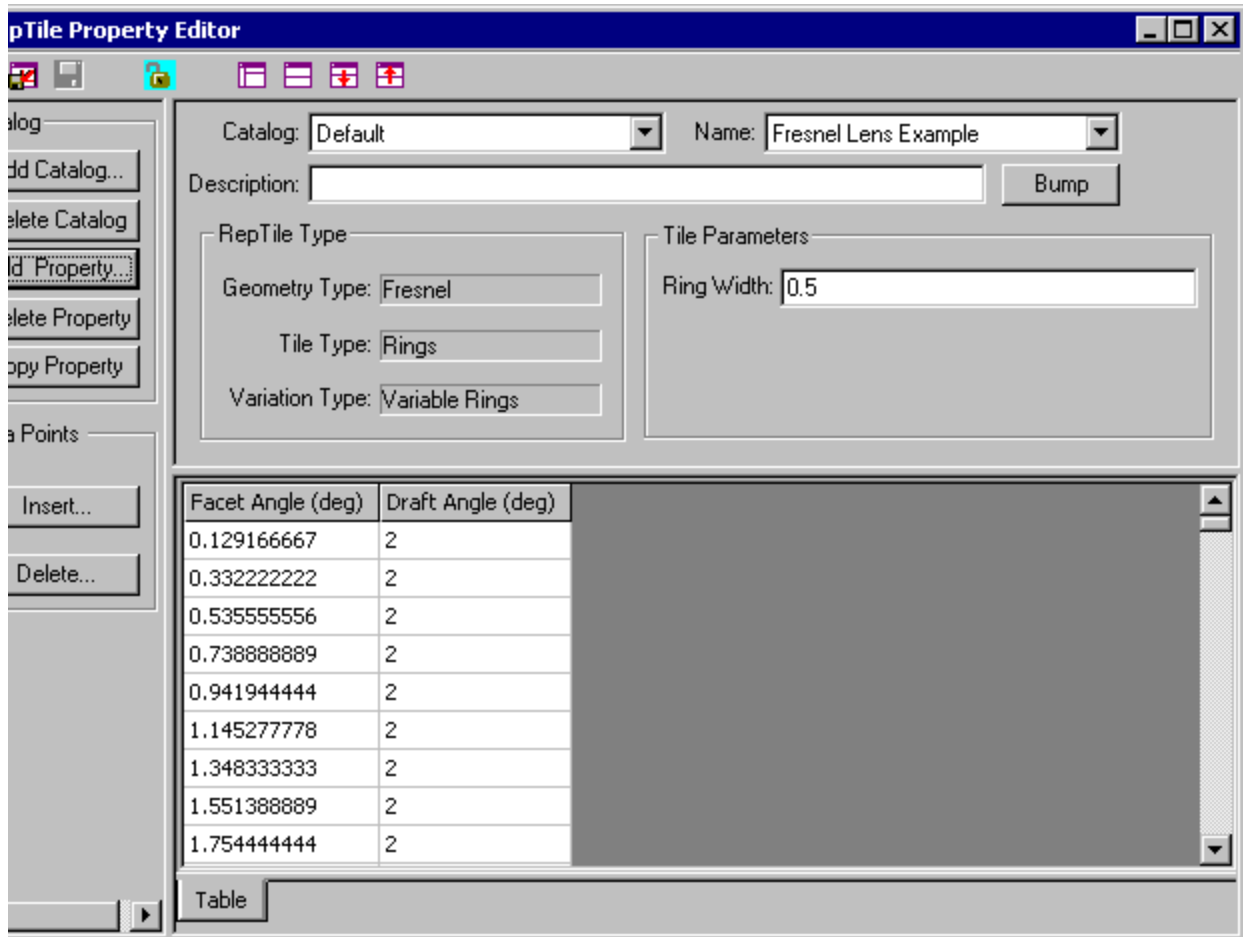 pTile Property Editor
alog
dd Catalog...
elete Catalog
ld Property...
elete Property
opy Property
a Points
Insert...
Delete...
Catalog: Default Name: Fresnel Lens Example
Description: Bump
RepTile Type
Geometry Type: Fresnel
Tile Type: Rings
Variation Type: Variable Rings
Tile Parameters
Ring Width: 0.5
Facet Angle (deg) Draft Angle (deg)
0.129166667 2
0.332222222 2
0.535555556 2
0.738888889 2
0.941944444 2
1.145277778 2
1.348333333 2
1.551388889 2
1.754444444 2
Table